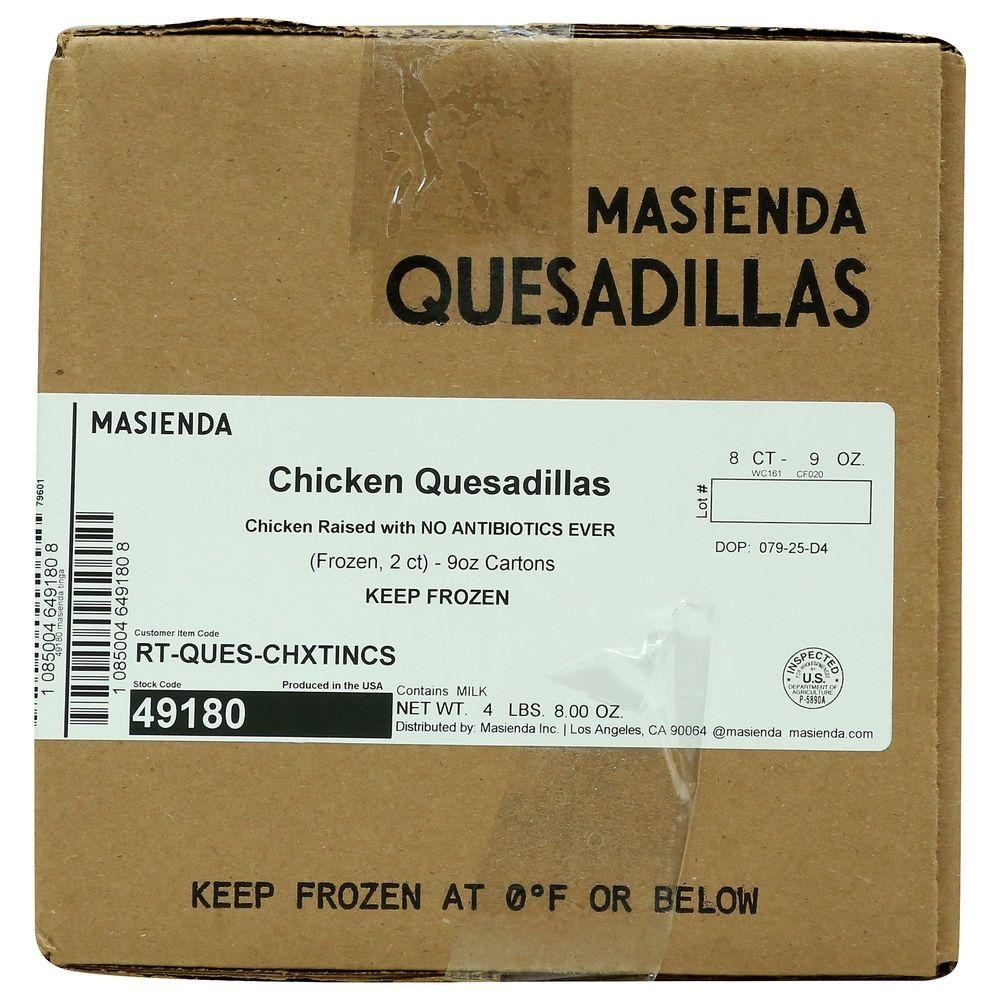 MASIENDA
QUESADILLAS
MASIENDA
Chicken Quesadillas
Chicken Raised with NO ANTIBIOTICS EVER
(Frozen, 2 ct) - 9oz Cartons
KEEP FROZEN
8 CT - 9 OZ.
WC161 CF020
Lot #
DOP: 079-25-D4
79601
1 085004 649180 8
49180 masienda tinga
1 085004 649180 8
Customer Item Code
RT-QUES-CHXTINCS
Stock Code
Produced in the USA
49180
Contains MILK
NET WT. 4 LBS. 8.00 OZ.
Distributed by: Masienda Inc. | Los Angeles, CA 90064 @masienda masienda.com
INSPECTED
FOR WHOLESOMENESS
BY
U.S.
DEPARTMENT OF
AGRICULTURE
P-5890A
KEEP FROZEN AT 0°F OR BELOW